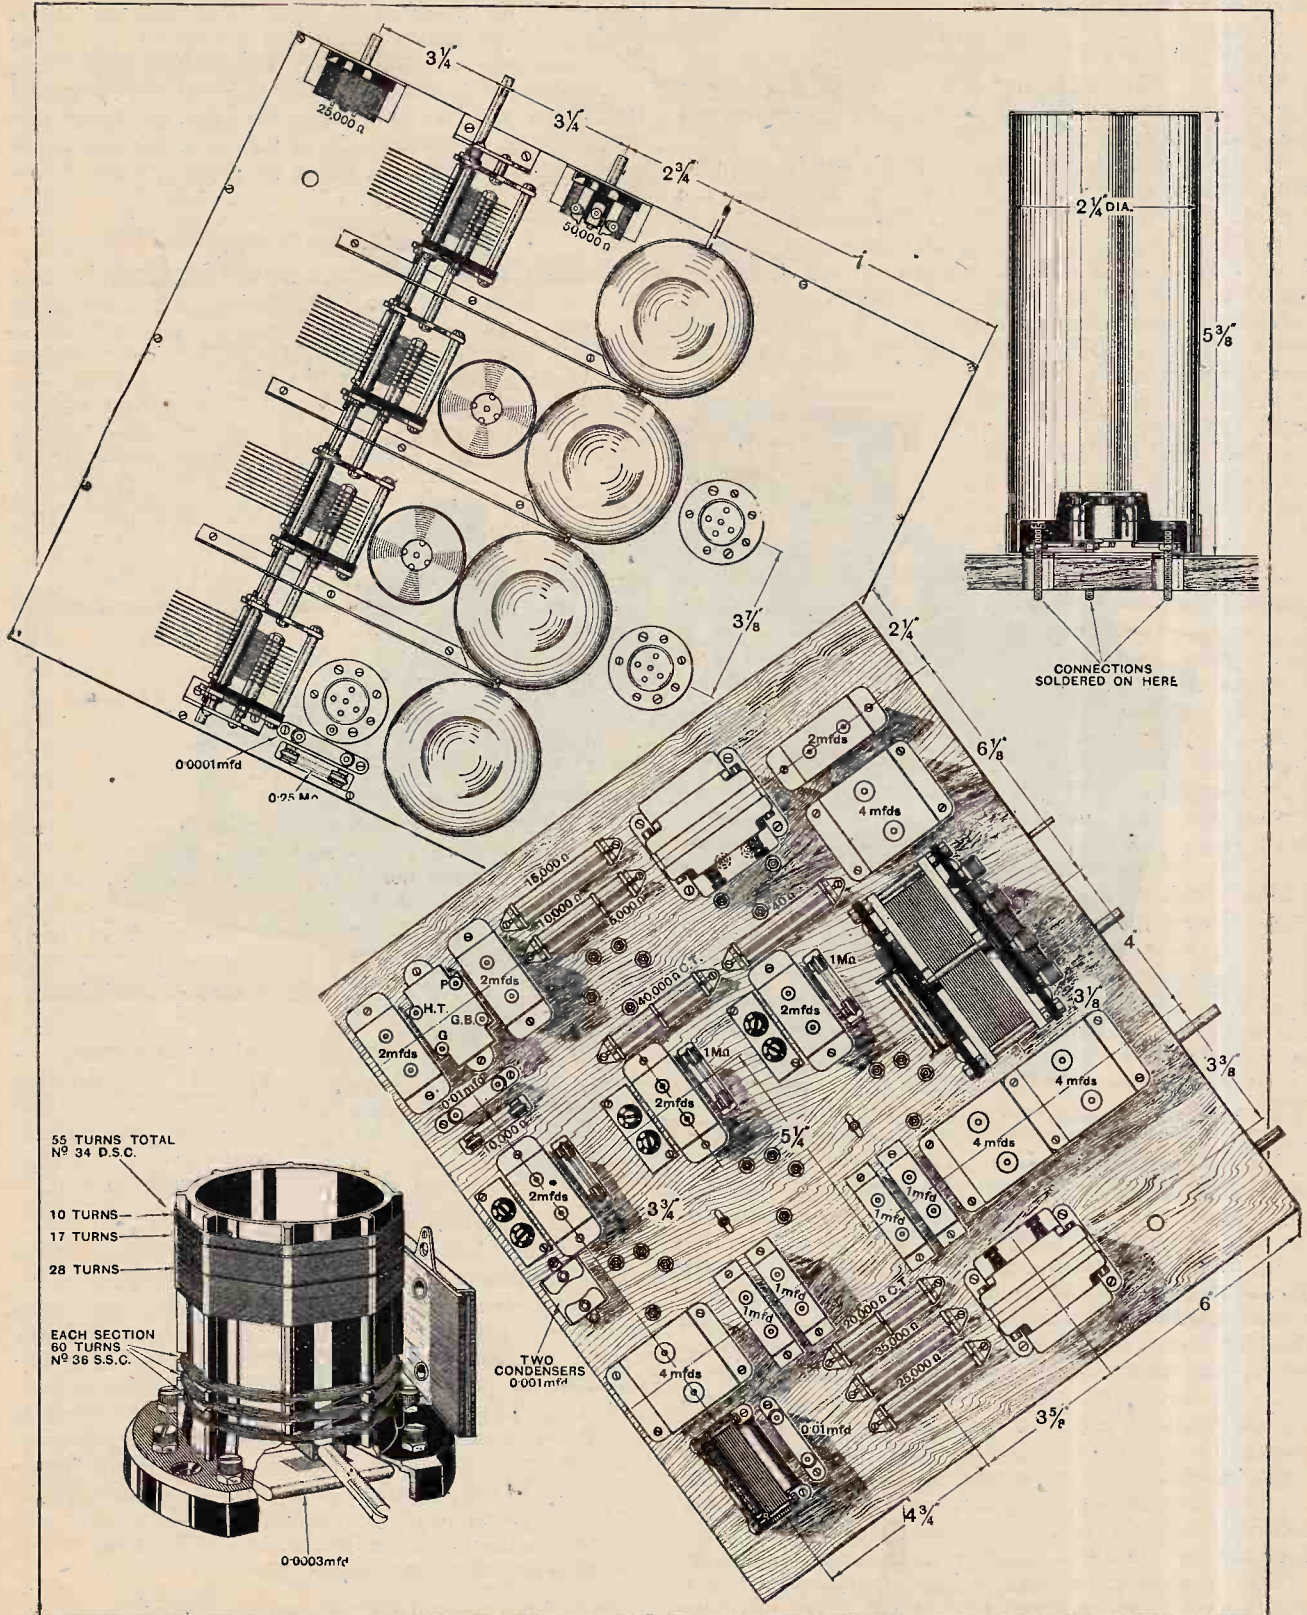 3¼"
25,000 Ω
3¼"
2¾"
50,000 Ω
2¼" DIA.
5⅜"
3⅞"
CONNECTIONS
SOLDERED ON HERE
0·0001mfd
0·25 MΩ
2¼"
6⅛"
2mfds
4 mfds
15,000 Ω
10,000 Ω
5,000 Ω
40 Ω
4"
1MΩ
2mfds
P
H.T.
G.B.
G
2mfds
40,000 Ω C.T.
2mfds
3⅛"
3⅜"
4 mfds
0·01mfd
1MΩ
2mfds
10,000 Ω
5¼"
4 mfds
2mfds
3¾"
1mfd
1mfd
55 TURNS TOTAL
Nº 34 D.S.C.
10 TURNS
17 TURNS
28 TURNS
EACH SECTION
60 TURNS
Nº 36 S.S.C.
1mfd
1mfd
20,000 Ω C.T.
35,000 Ω
25,000 Ω
6"
TWO
CONDENSERS
0·001mfd
4 mfds
3⅝"
0·01mfd
4¾"
0·0003mfd